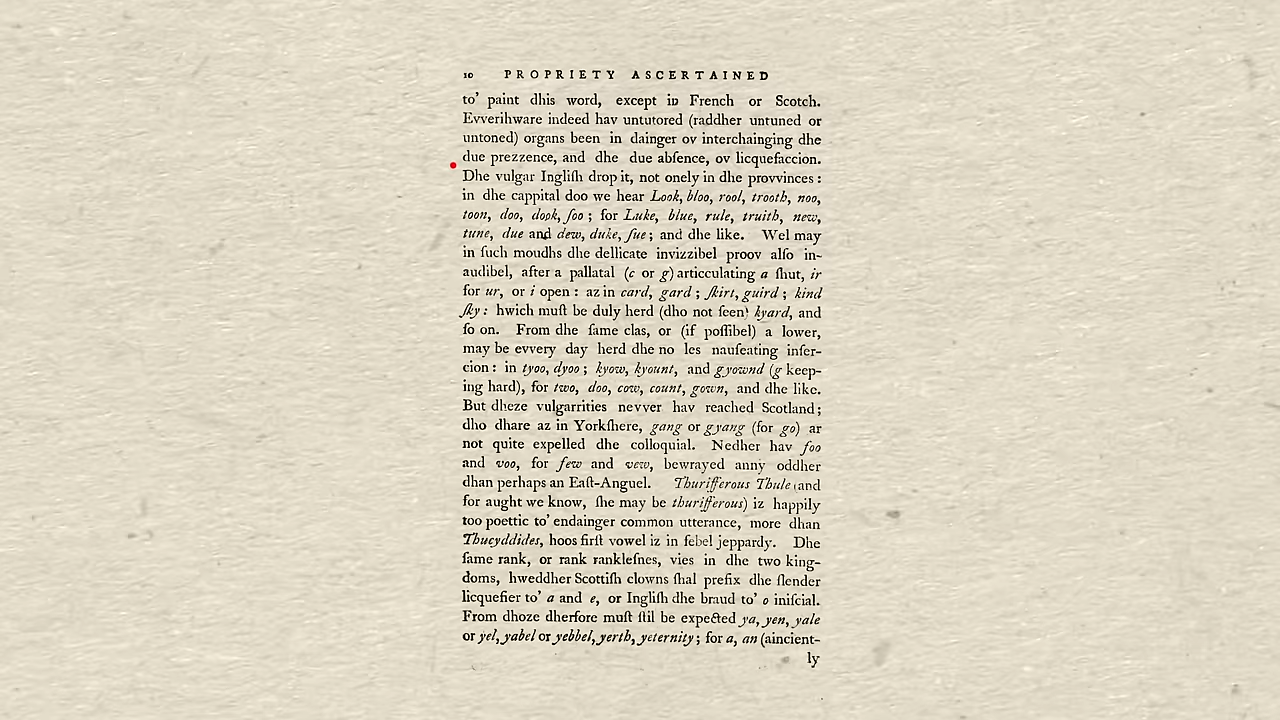 10 PROPRIETY ASCERTAINED
to' paint dhis word, except in French or Scotch.
Evverihware indeed hav untutored (raddher untuned or
untoned) organs been in dainger ov interchainging dhe
due prezzence, and dhe due abſence, ov licquefaccion.
Dhe vulgar Ingliſh drop it, not onely in dhe provvinces :
in dhe cappital doo we hear Look, bloo, rool, trooth, noo,
toon, doo, dook, ſoo ; for Luke, blue, rule, truith, new,
tune, due and dew, duke, ſue ; and dhe like. Wel may
in ſuch moudhs dhe dellicate invizzibel proov alſo in-
audibel, after a pallatal (c or g) articculating a ſhut, ir
for ur, or i open : az in card, gard ; ſkirt, guird ; kind
ſky : hwich muſt be duly herd (dho not ſeen) kyard, and
ſo on. From dhe ſame clas, or (if poſſibel) a lower,
may be evvery day herd dhe no les nauſeating inſer-
cion : in tyoo, dyoo ; kyow, kyount, and gyownd (g keep-
ing hard), for two, doo, cow, count, gown, and dhe like.
But dheze vulgarrities nevver hav reached Scotland ;
dho dhare az in Yorkſhere, gang or gyang (for go) ar
not quite expelled dhe colloquial. Nedher hav foo
and voo, for few and vew, bewrayed anny oddher
dhan perhaps an Eaſt-Anguel. Thurifferous Thule (and
for aught we know, ſhe may be thurifferous) iz happily
too poettic to' endainger common utterance, more dhan
Thucyddides, hoos firſt vowel iz in febel jeppardy. Dhe
ſame rank, or rank rankleſnes, vies in dhe two king-
doms, hweddher Scottiſh clowns ſhal prefix dhe ſlender
licquefier to' a and e, or Ingliſh dhe braud to' o iniſcial.
From dhoze dherfore muſt ſtil be expected ya, yen, yale
or yel, yabel or yebbel, yerth, yeternity ; for a, an (aincient-
ly